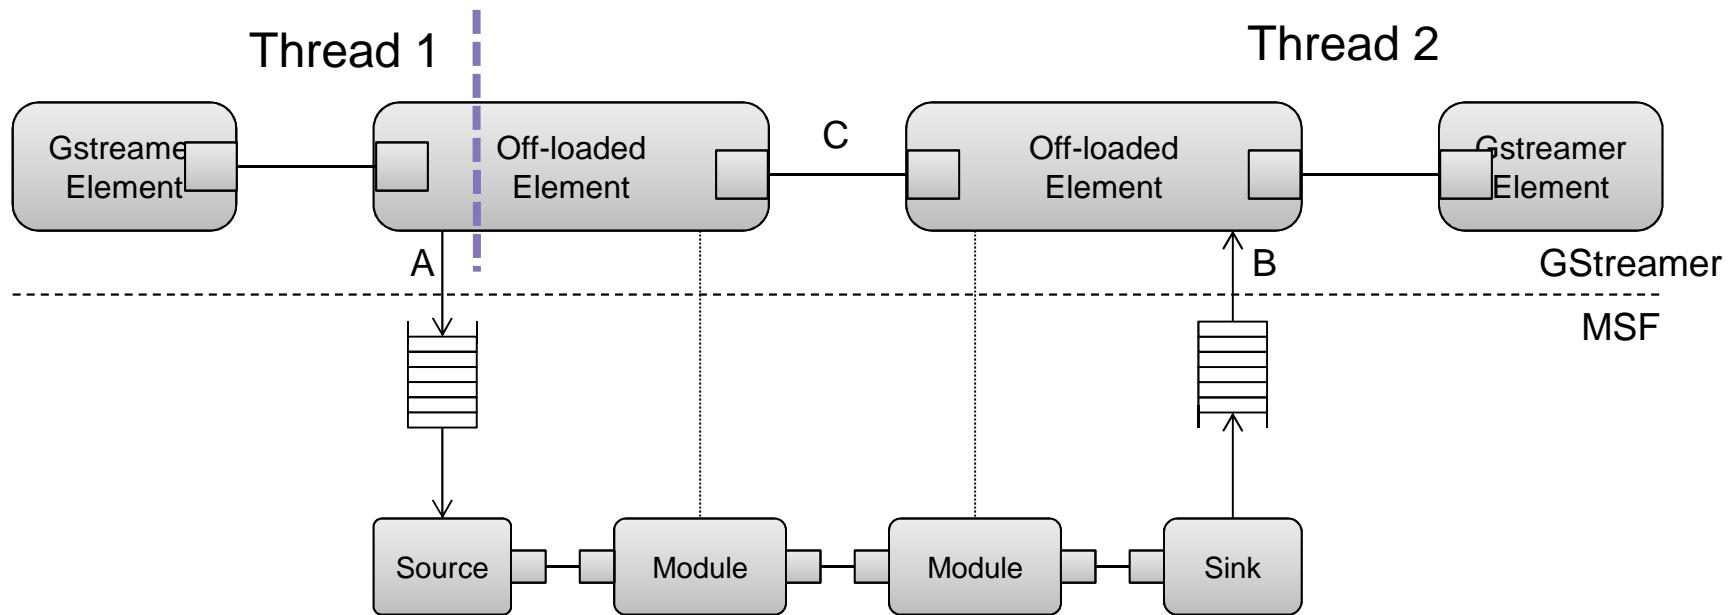 Thread 1
Thread 2
Gstreame
Element
Off-loaded
Element
C
Off-loaded
Element
Gstreamer
Element
A
B
GStreamer
MSF
Source
Module
Module
Sink